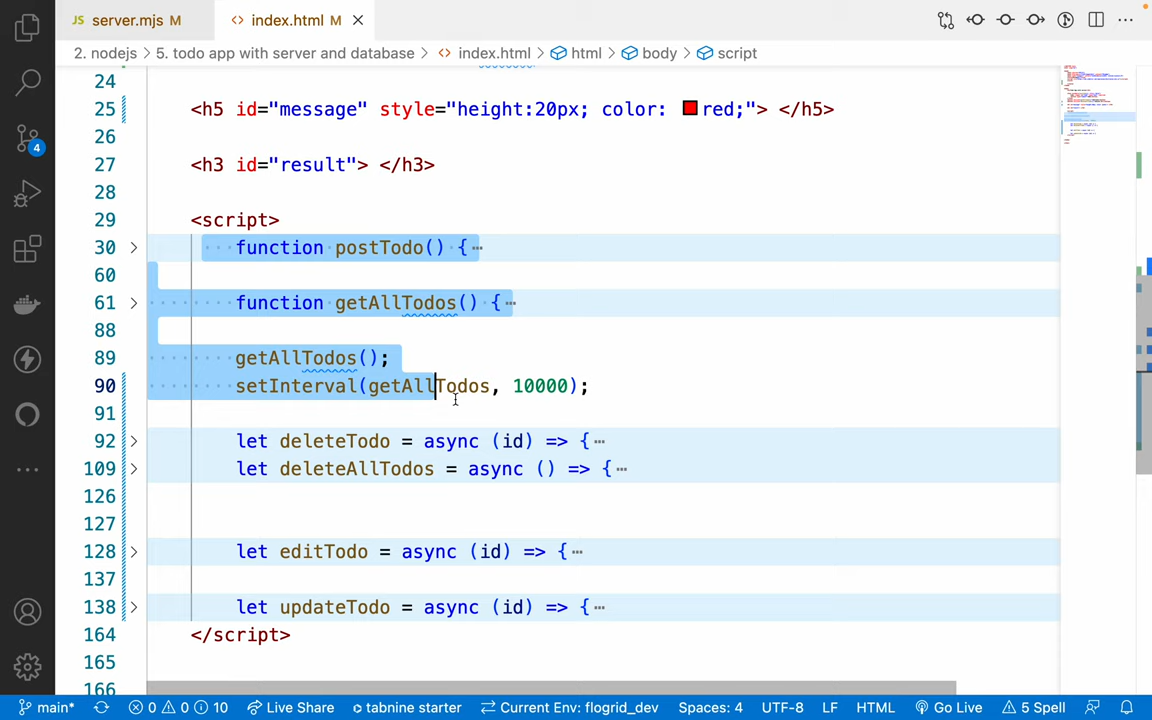 JS server.mjs M
<> index.html M
2. nodejs > 5. todo app with server and database > <> index.html > html > body > script
24
25 <h5 id="message" style="height:20px; color: red;"> </h5>
26
27 <h3 id="result"> </h3>
28
29 <script>
30 function postTodo() {…
60
61 function getAllTodos() {…
88
89 getAllTodos();
90 setInterval(getAllTodos, 10000);
91
92 let deleteTodo = async (id) => {…
109 let deleteAllTodos = async () => {…
126
127
128 let editTodo = async (id) => {…
137
138 let updateTodo = async (id) => {…
164 </script>
165
166
4
main* 0 0 10 Live Share tabnine starter Current Env: flogrid_dev Spaces: 4 UTF-8 LF HTML Go Live 5 Spell